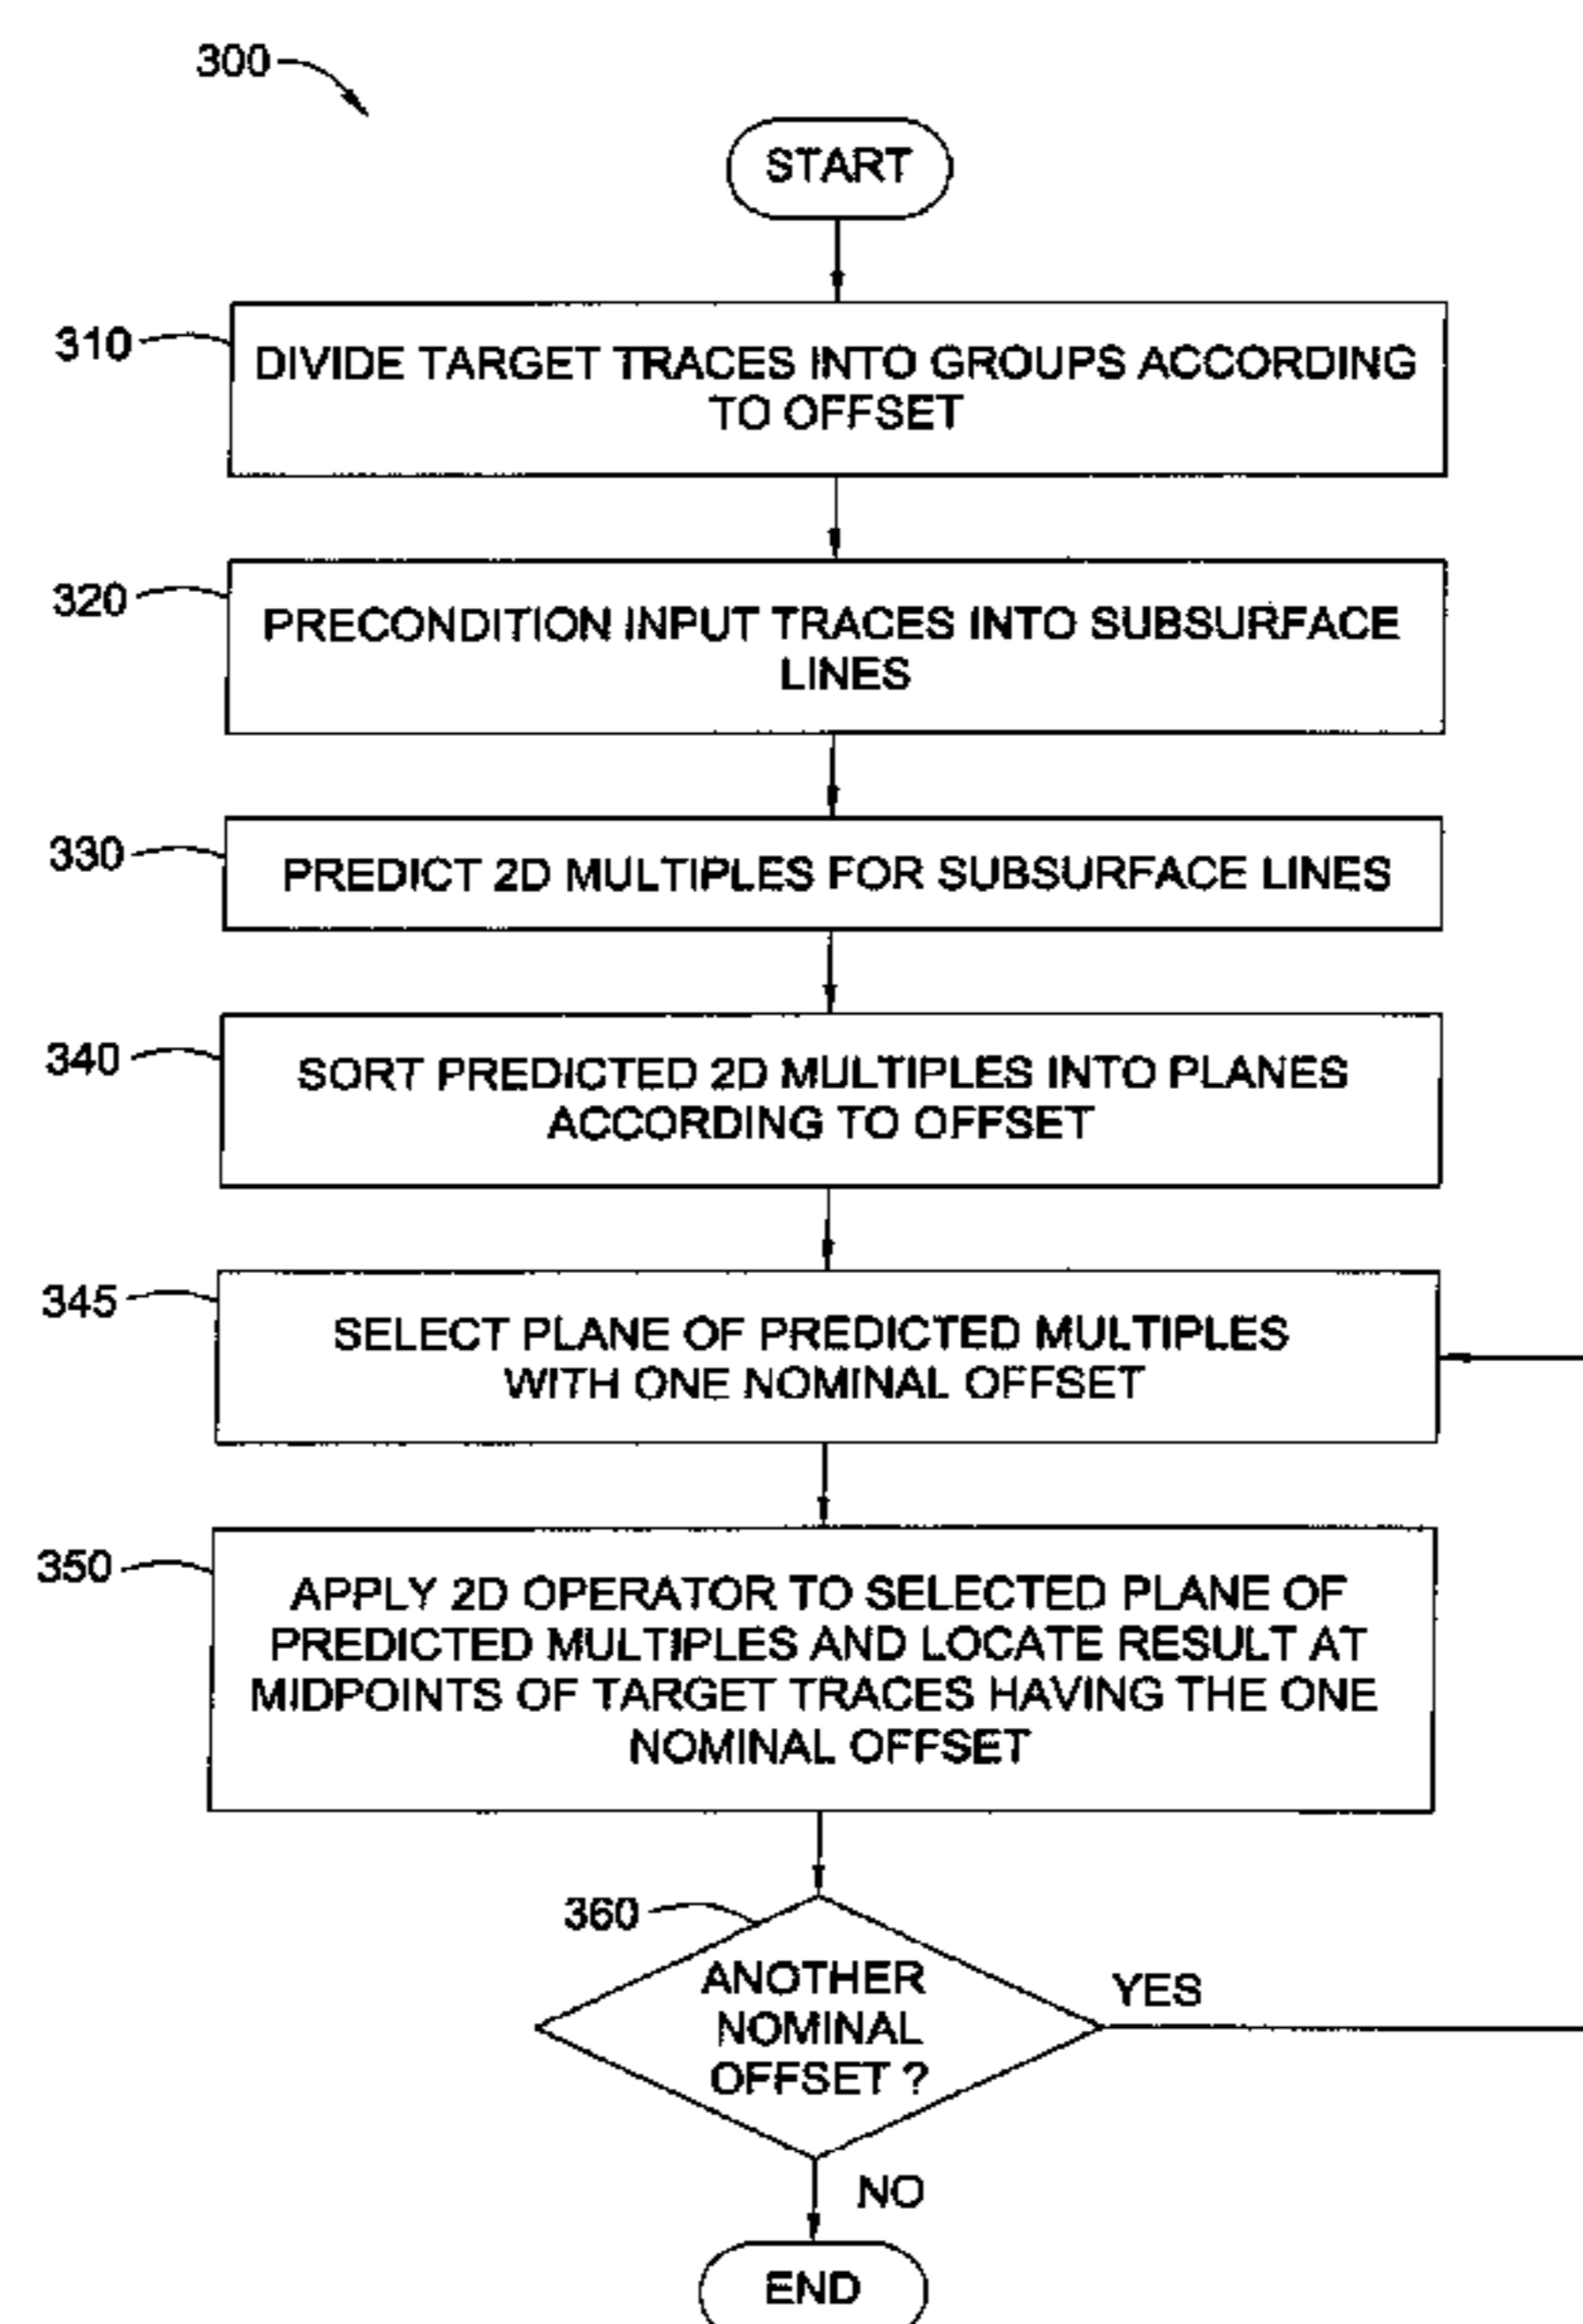 300
START
310
DIVIDE TARGET TRACES INTO GROUPS ACCORDING
TO OFFSET
320
PRECONDITION INPUT TRACES INTO SUBSURFACE
LINES
330
PREDICT 2D MULTIPLES FOR SUBSURFACE LINES
340
SORT PREDICTED 2D MULTIPLES INTO PLANES
ACCORDING TO OFFSET
345
SELECT PLANE OF PREDICTED MULTIPLES
WITH ONE NOMINAL OFFSET
350
APPLY 2D OPERATOR TO SELECTED PLANE OF
PREDICTED MULTIPLES AND LOCATE RESULT AT
MIDPOINTS OF TARGET TRACES HAVING THE ONE
NOMINAL OFFSET
360
ANOTHER
NOMINAL
OFFSET ?
YES
NO
END